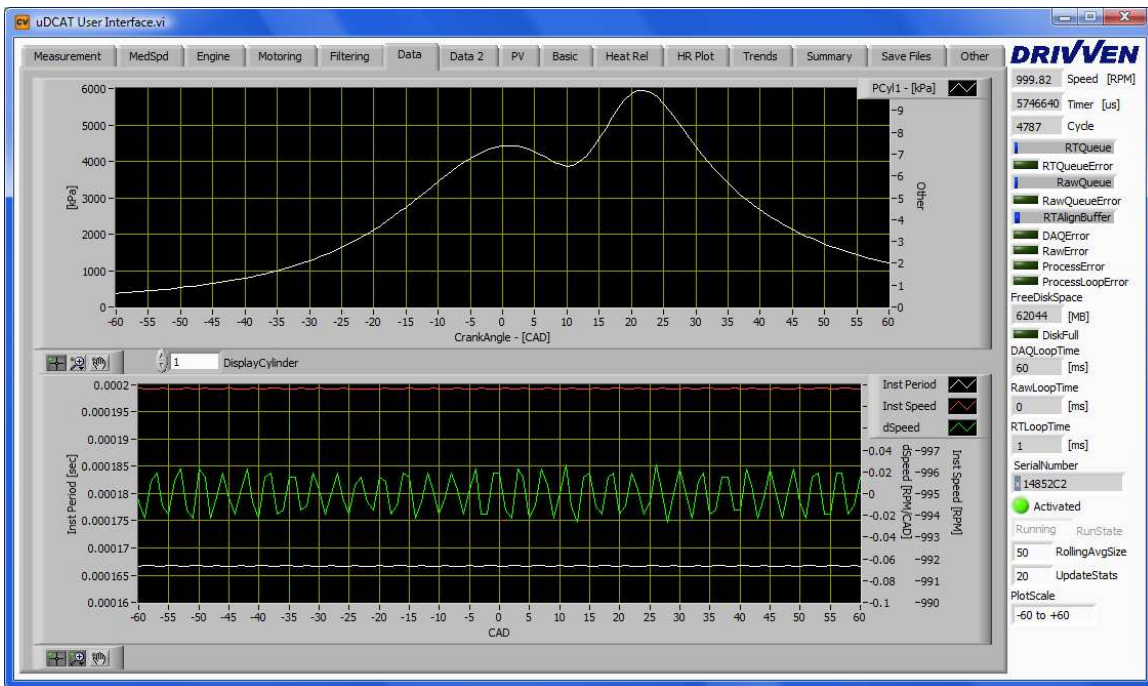 uDCAT User Interface.vi
Measurement MedSpd Engine Motoring Filtering Data Data 2 PV Basic Heat Rel HR Plot Trends Summary Save Files Other
DRIVVEN
PCyl1 - [kPa]
6000
5000
4000
3000
2000
1000
0
[kPa]
-9
-8
-7
-6
-5
-4
-3
-2
-1
-0
Other
-60 -55 -50 -45 -40 -35 -30 -25 -20 -15 -10 -5 0 5 10 15 20 25 30 35 40 45 50 55 60
CrankAngle - [CAD]
1 DisplayCylinder
Inst Period
Inst Speed
dSpeed
0.0002
0.000195
0.00019
0.000185
0.00018
0.000175
0.00017
0.000165
0.00016
Inst Period [sec]
-0.04
-0.02
-0
-0.02
-0.04
-0.06
-0.08
-0.1
dSpeed [RPM/CAD]
-997
-996
-995
-994
-993
-992
-991
-990
Inst Speed [RPM]
-60 -55 -50 -45 -40 -35 -30 -25 -20 -15 -10 -5 0 5 10 15 20 25 30 35 40 45 50 55 60
CAD
999.82 Speed [RPM]
5746640 Timer [us]
4787 Cycle
RTQueue
RTQueueError
RawQueue
RawQueueError
RTAlignBuffer
DAQError
RawError
ProcessError
ProcessLoopError
FreeDiskSpace
62044 [MB]
DiskFull
DAQLoopTime
60 [ms]
RawLoopTime
0 [ms]
RTLoopTime
1 [ms]
SerialNumber
x 14852C2
Activated
Running RunState
50 RollingAvgSize
20 UpdateStats
PlotScale
-60 to +60